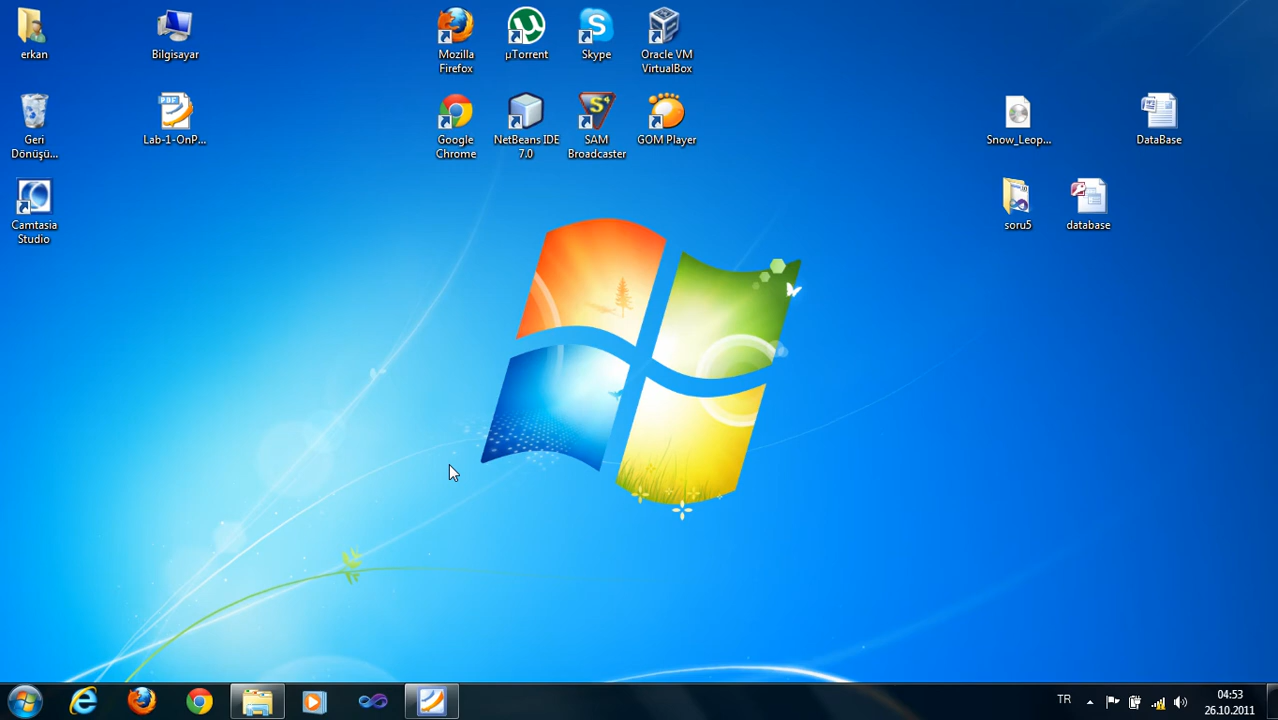 erkan
Bilgisayar
Mozilla
Firefox
µTorrent
Skype
Oracle VM
VirtualBox
Geri
Dönüşü...
PDF
Lab-1-OnP...
Google
Chrome
NetBeans IDE
7.0
SAM
Broadcaster
GOM Player
Snow_Leop...
DataBase
Camtasia
Studio
soru5
database
TR
04:53
26.10.2011